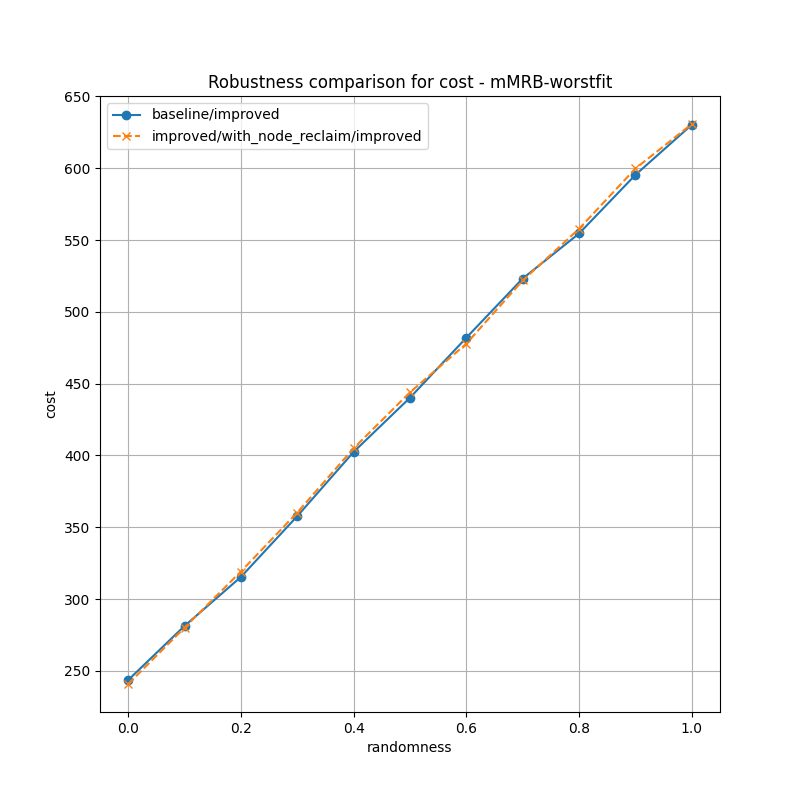 Robustness comparison for cost - mMRB-worstfit
baseline/improved
improved/with_node_reclaim/improved
650
600
550
500
450
400
350
300
250
cost
0.0 0.2 0.4 0.6 0.8 1.0
randomness